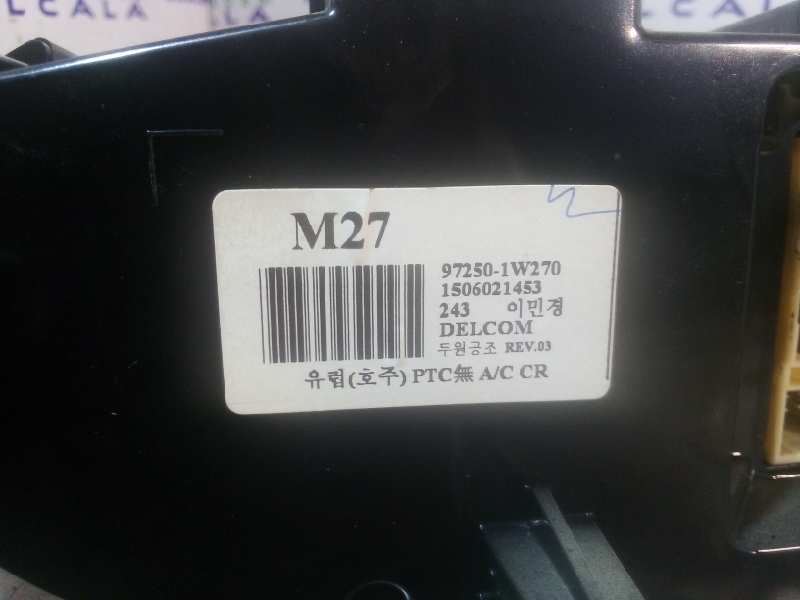 LCALA
M27
97250-1W270
1506021453
243 이민경
DELCOM
두원공조 REV.03
유럽(호주) PTC無 A/C CR